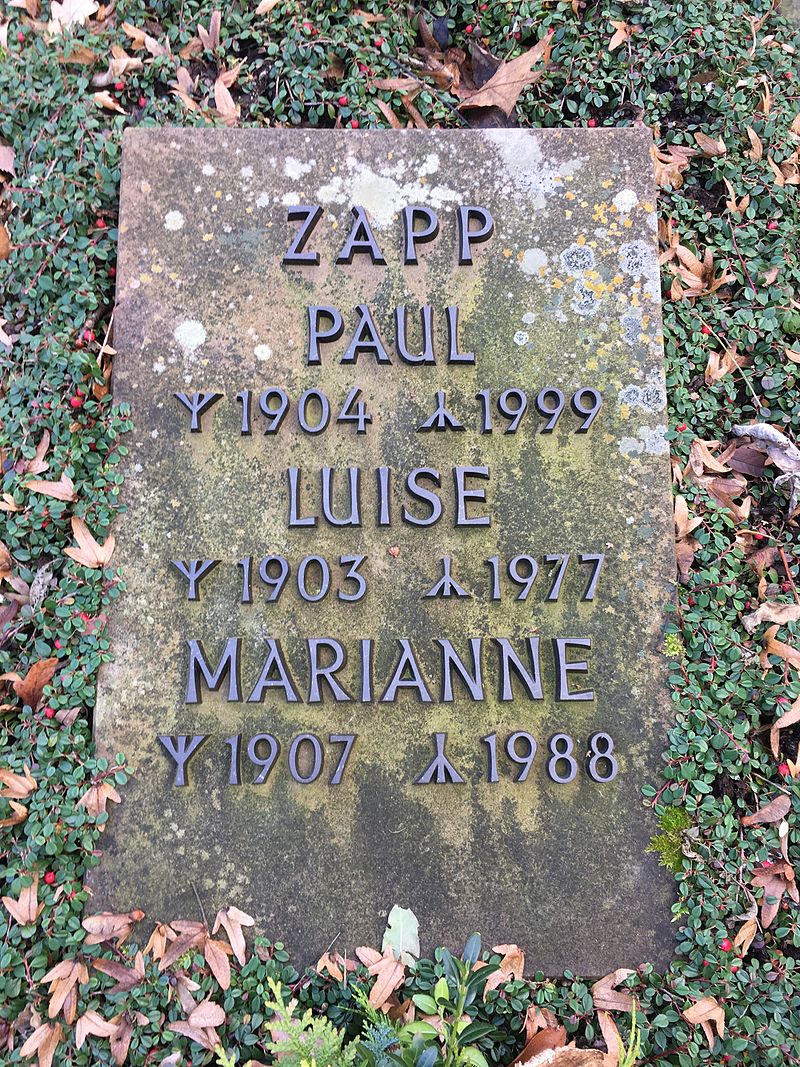 ZAPP
PAUL
ᛉ 1904 ᛣ 1999
LUISE
ᛉ 1903 ᛣ 1977
MARIANNE
ᛉ 1907 ᛣ 1988